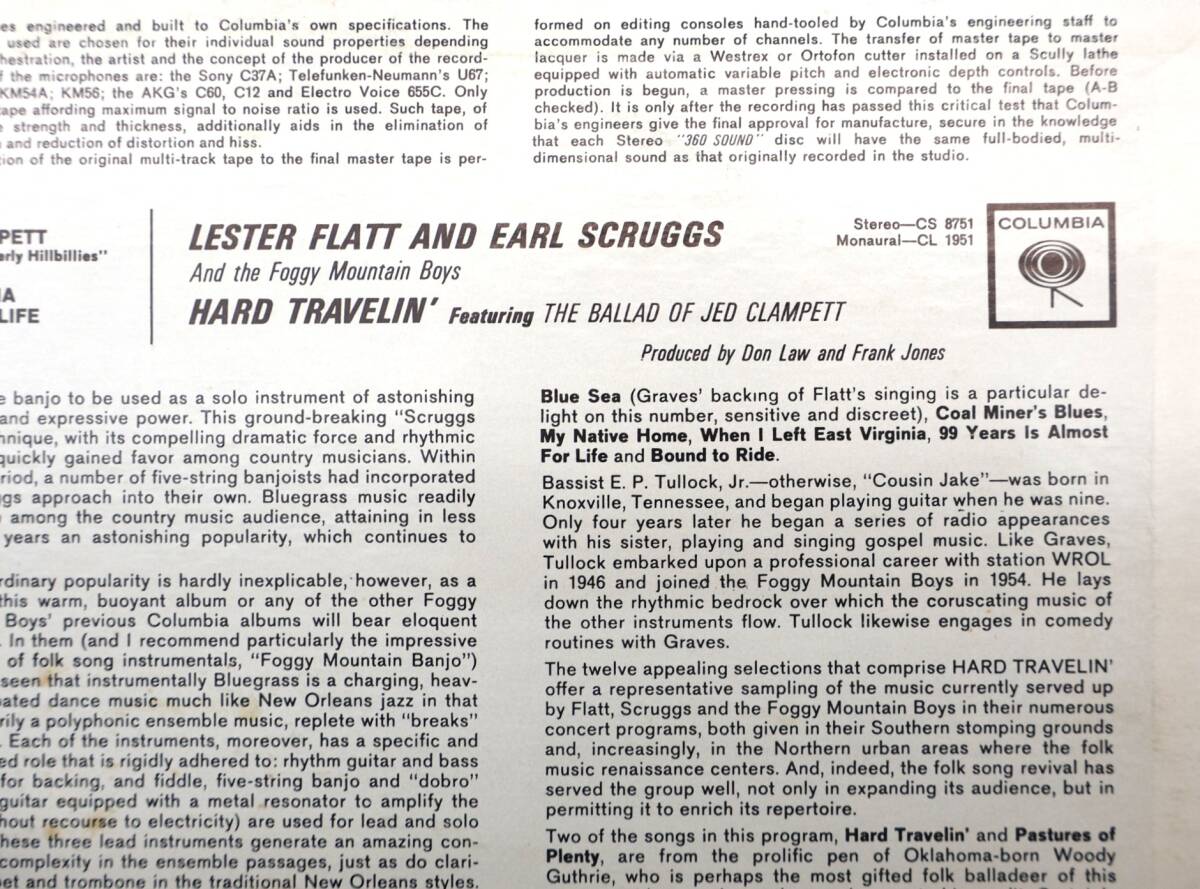 es engineered and built to Columbia's own specifications. The
used are chosen for their individual sound properties depending
hestration, the artist and the concept of the producer of the record-
f the microphones are: the Sony C37A; Telefunken-Neumann's U67;
KM54A; KM56; the AKG's C60, C12 and Electro Voice 655C. Only
ape affording maximum signal to noise ratio is used. Such tape, of
strength and thickness, additionally aids in the elimination of
and reduction of distortion and hiss.
ion of the original multi-track tape to the final master tape is per-
formed on editing consoles hand-tooled by Columbia's engineering staff to
accommodate any number of channels. The transfer of master tape to master
lacquer is made via a Westrex or Ortofon cutter installed on a Scully lathe
equipped with automatic variable pitch and electronic depth controls. Before
production is begun, a master pressing is compared to the final tape (A-B
checked). It is only after the recording has passed this critical test that Colum-
bia's engineers give the final approval for manufacture, secure in the knowledge
that each Stereo "360 SOUND" disc will have the same full-bodied, multi-
dimensional sound as that originally recorded in the studio.
PETT
erly Hillbillies"
IA
LIFE
LESTER FLATT AND EARL SCRUGGS
And the Foggy Mountain Boys
HARD TRAVELIN' Featuring THE BALLAD OF JED CLAMPETT
Produced by Don Law and Frank Jones
Stereo—CS 8751
Monaural—CL 1951
COLUMBIA
e banjo to be used as a solo instrument of astonishing
and expressive power. This ground-breaking "Scruggs
hnique, with its compelling dramatic force and rhythmic
quickly gained favor among country musicians. Within
riod, a number of five-string banjoists had incorporated
gs approach into their own. Bluegrass music readily
among the country music audience, attaining in less
years an astonishing popularity, which continues to
rdinary popularity is hardly inexplicable, however, as a
this warm, buoyant album or any of the other Foggy
Boys' previous Columbia albums will bear eloquent
. In them (and I recommend particularly the impressive
of folk song instrumentals, "Foggy Mountain Banjo")
seen that instrumentally Bluegrass is a charging, heav-
ated dance music much like New Orleans jazz in that
rily a polyphonic ensemble music, replete with "breaks"
. Each of the instruments, moreover, has a specific and
ed role that is rigidly adhered to: rhythm guitar and bass
for backing, and fiddle, five-string banjo and "dobro"
guitar equipped with a metal resonator to amplify the
hout recourse to electricity) are used for lead and solo
hese three lead instruments generate an amazing con-
complexity in the ensemble passages, just as do clari-
et and trombone in the traditional New Orleans styles.
Blue Sea (Graves' backing of Flatt's singing is a particular de-
light on this number, sensitive and discreet), Coal Miner's Blues,
My Native Home, When I Left East Virginia, 99 Years Is Almost
For Life and Bound to Ride.
Bassist E. P. Tullock, Jr.—otherwise, "Cousin Jake"—was born in
Knoxville, Tennessee, and began playing guitar when he was nine.
Only four years later he began a series of radio appearances
with his sister, playing and singing gospel music. Like Graves,
Tullock embarked upon a professional career with station WROL
in 1946 and joined the Foggy Mountain Boys in 1954. He lays
down the rhythmic bedrock over which the coruscating music of
the other instruments flow. Tullock likewise engages in comedy
routines with Graves.
The twelve appealing selections that comprise HARD TRAVELIN'
offer a representative sampling of the music currently served up
by Flatt, Scruggs and the Foggy Mountain Boys in their numerous
concert programs, both given in their Southern stomping grounds
and, increasingly, in the Northern urban areas where the folk
music renaissance centers. And, indeed, the folk song revival has
served the group well, not only in expanding its audience, but in
permitting it to enrich its repertoire.
Two of the songs in this program, Hard Travelin' and Pastures of
Plenty, are from the prolific pen of Oklahoma-born Woody
Guthrie, who is perhaps the most gifted folk balladeer of this